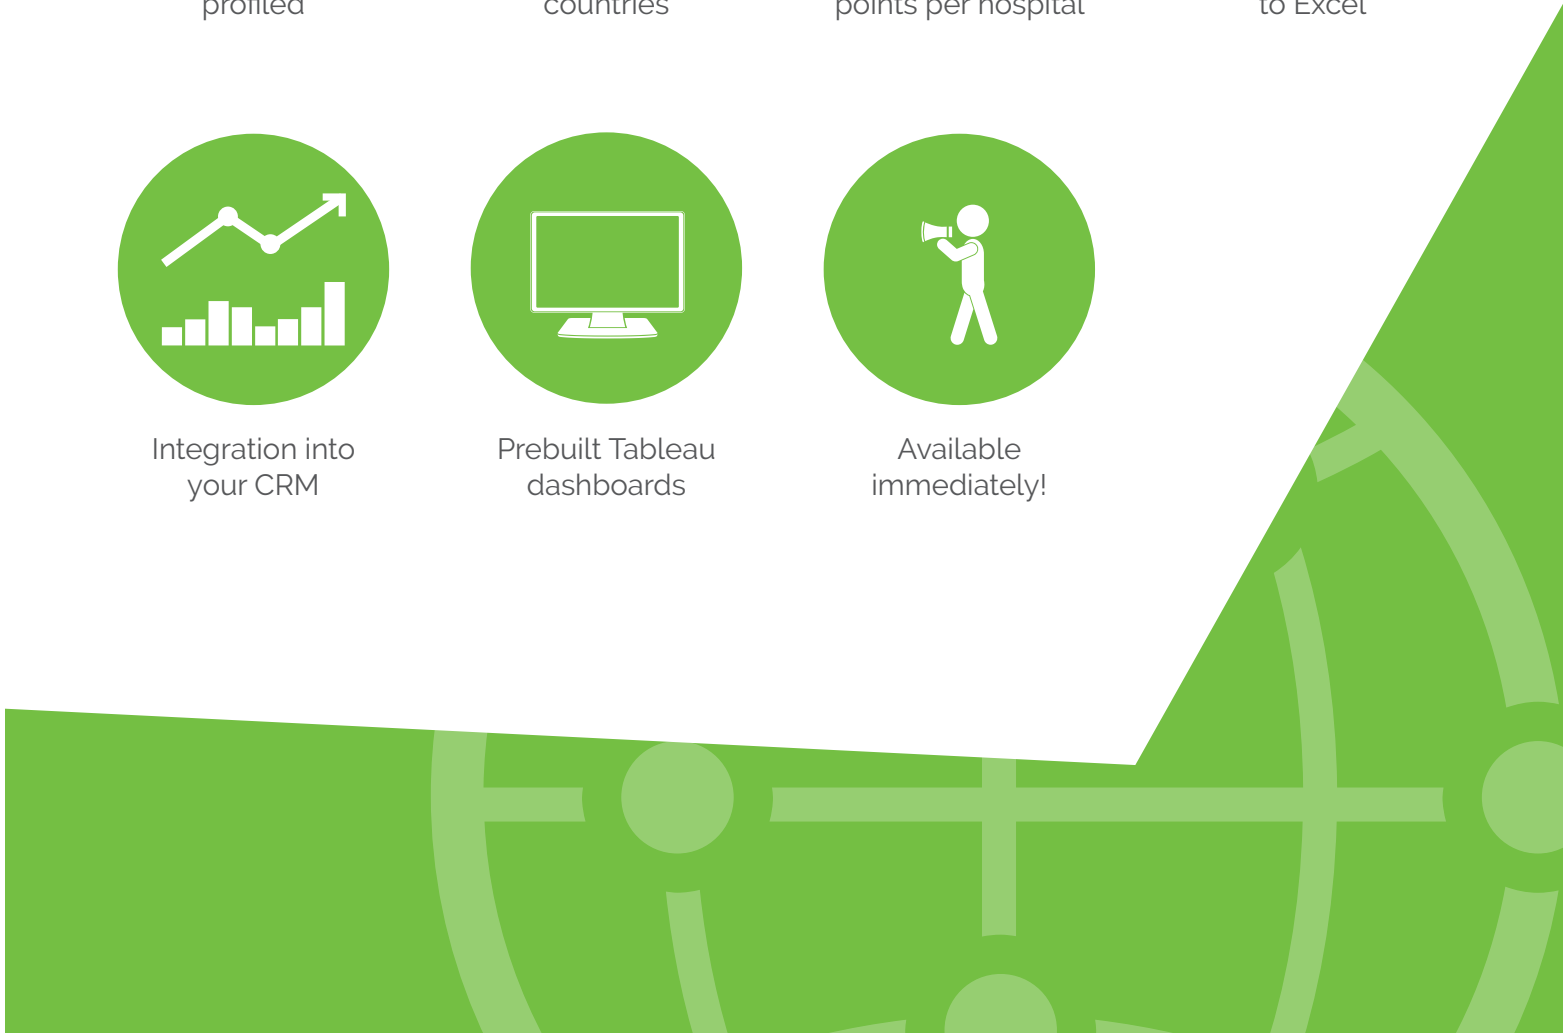 profiled
countries
points per hospital
to Excel
Integration into
your CRM
Prebuilt Tableau
dashboards
Available
immediately!